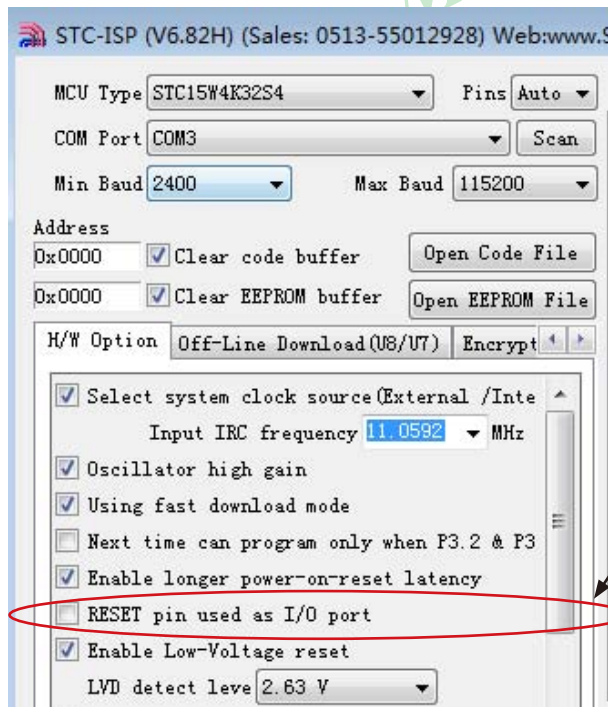 STC-ISP (V6.82H) (Sales: 0513-55012928) Web:www.
MCU Type STC15W4K32S4 Pins Auto
COM Port COM3 Scan
Min Baud 2400 Max Baud 115200
Address
0x0000 Clear code buffer Open Code File
0x0000 Clear EEPROM buffer Open EEPROM File
H/W Option Off-Line Download(U8/U7) Encrypt
Select system clock source(External /Inte
Input IRC frequency 11.0592 MHz
Oscillator high gain
Using fast download mode
Next time can program only when P3.2 & P3
Enable longer power-on-reset latency
RESET pin used as I/O port
Enable Low-Voltage reset
LVD detect leve 2.63 V